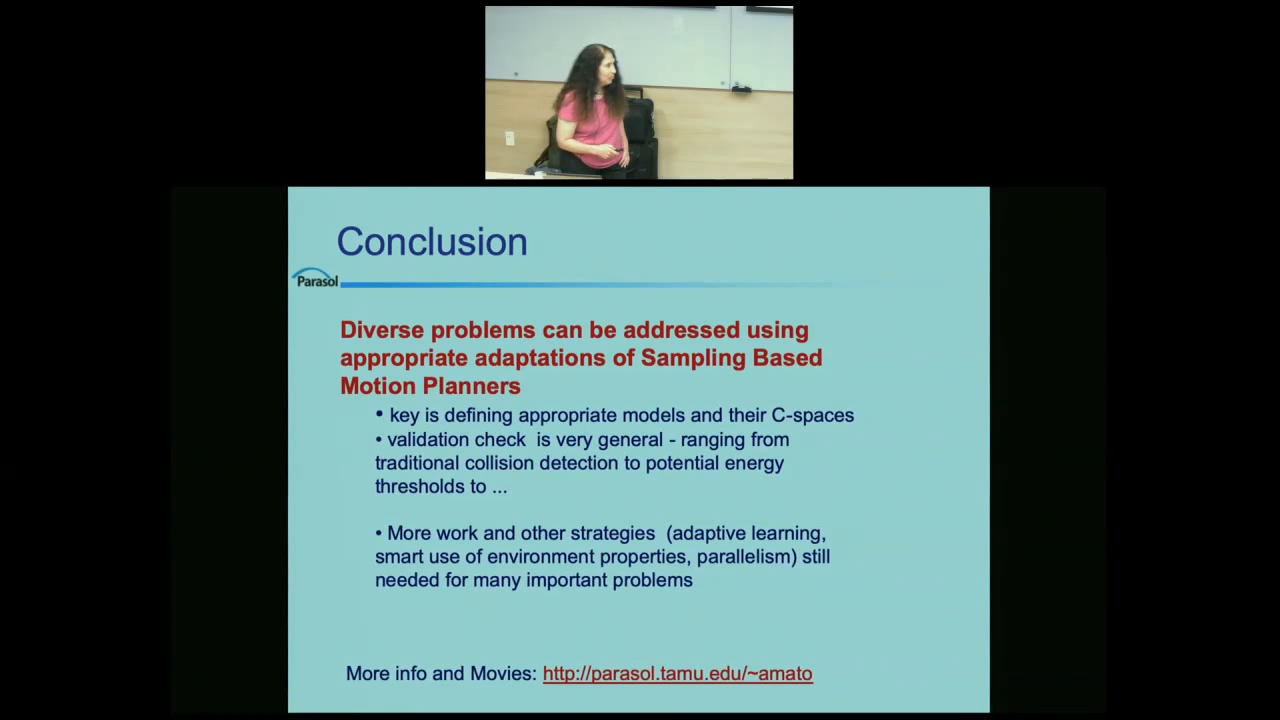 Conclusion
Parasol
Diverse problems can be addressed using
appropriate adaptations of Sampling Based
Motion Planners
• key is defining appropriate models and their C-spaces
• validation check is very general - ranging from
traditional collision detection to potential energy
thresholds to ...
• More work and other strategies (adaptive learning,
smart use of environment properties, parallelism) still
needed for many important problems
More info and Movies: http://parasol.tamu.edu/~amato